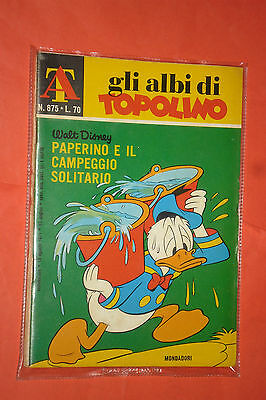 A
N. 875 • L. 70
gli albi di
TOPOLINO
Walt Disney
PAPERINO E IL
CAMPEGGIO
SOLITARIO
MONDADORI